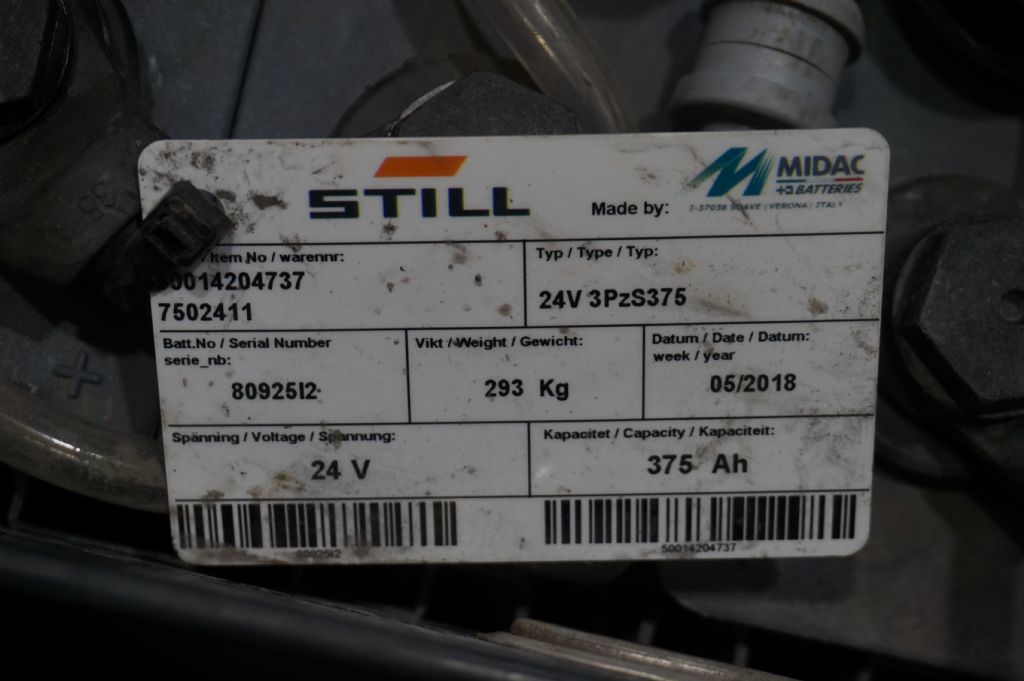 STILL
Made by:
MIDAC
BATTERIES
I-37038 SOAVE (VERONA) ITALY
/ Item.No / warennr:
50014204737
7502411
Typ / Type / Typ:
24V 3PzS375
Batt.No / Serial Number
serie_nb:
80925I2
Vikt / Weight / Gewicht:
293 Kg
Datum / Date / Datum:
week / year
05/2018
Spänning / Voltage / Spannung:
24 V
Kapacitet / Capacity / Kapaciteit:
375 Ah
80925I2
50014204737
35
+